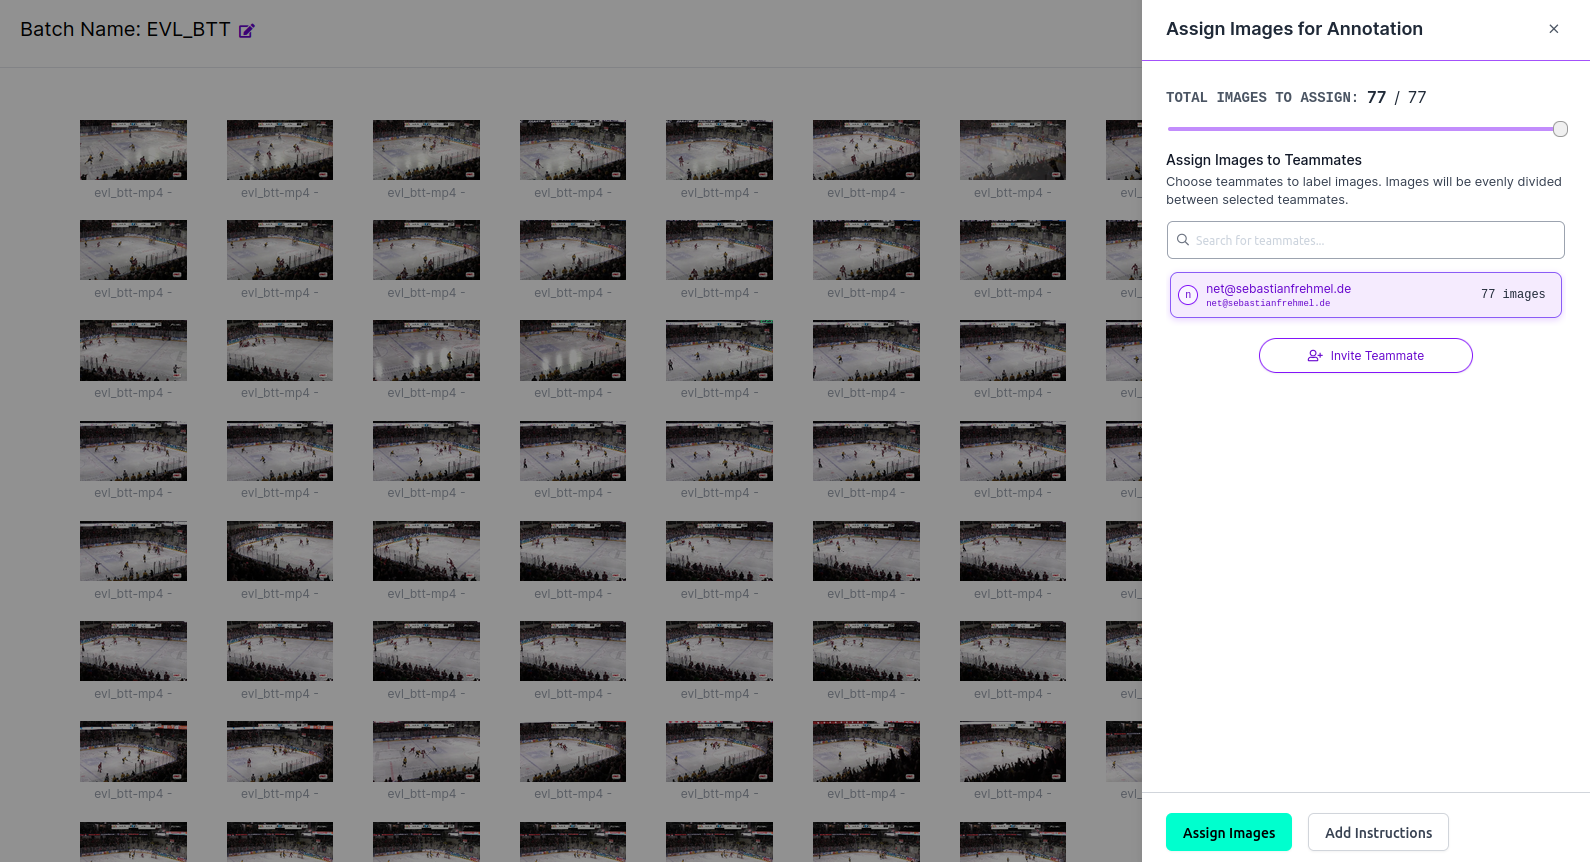 Batch Name: EVL_BTT
evl_btt-mp4 - evl_btt-mp4 - evl_btt-mp4 - evl_btt-mp4 - evl_btt-mp4 - evl_btt-mp4 - evl_btt-mp4 - evl_
evl_btt-mp4 - evl_btt-mp4 - evl_btt-mp4 - evl_btt-mp4 - evl_btt-mp4 - evl_btt-mp4 - evl_btt-mp4 - evl_
evl_btt-mp4 - evl_btt-mp4 - evl_btt-mp4 - evl_btt-mp4 - evl_btt-mp4 - evl_btt-mp4 - evl_btt-mp4 - evl_
evl_btt-mp4 - evl_btt-mp4 - evl_btt-mp4 - evl_btt-mp4 - evl_btt-mp4 - evl_btt-mp4 - evl_btt-mp4 - evl_
evl_btt-mp4 - evl_btt-mp4 - evl_btt-mp4 - evl_btt-mp4 - evl_btt-mp4 - evl_btt-mp4 - evl_btt-mp4 - evl_
evl_btt-mp4 - evl_btt-mp4 - evl_btt-mp4 - evl_btt-mp4 - evl_btt-mp4 - evl_btt-mp4 - evl_btt-mp4 - evl_
evl_btt-mp4 - evl_btt-mp4 - evl_btt-mp4 - evl_btt-mp4 - evl_btt-mp4 - evl_btt-mp4 - evl_btt-mp4 - evl_
Assign Images for Annotation
TOTAL IMAGES TO ASSIGN: 77 / 77
Assign Images to Teammates
Choose teammates to label images. Images will be evenly divided
between selected teammates.
Search for teammates...
n
net@sebastianfrehmel.de
net@sebastianfrehmel.de
77 images
Invite Teammate
Assign Images
Add Instructions